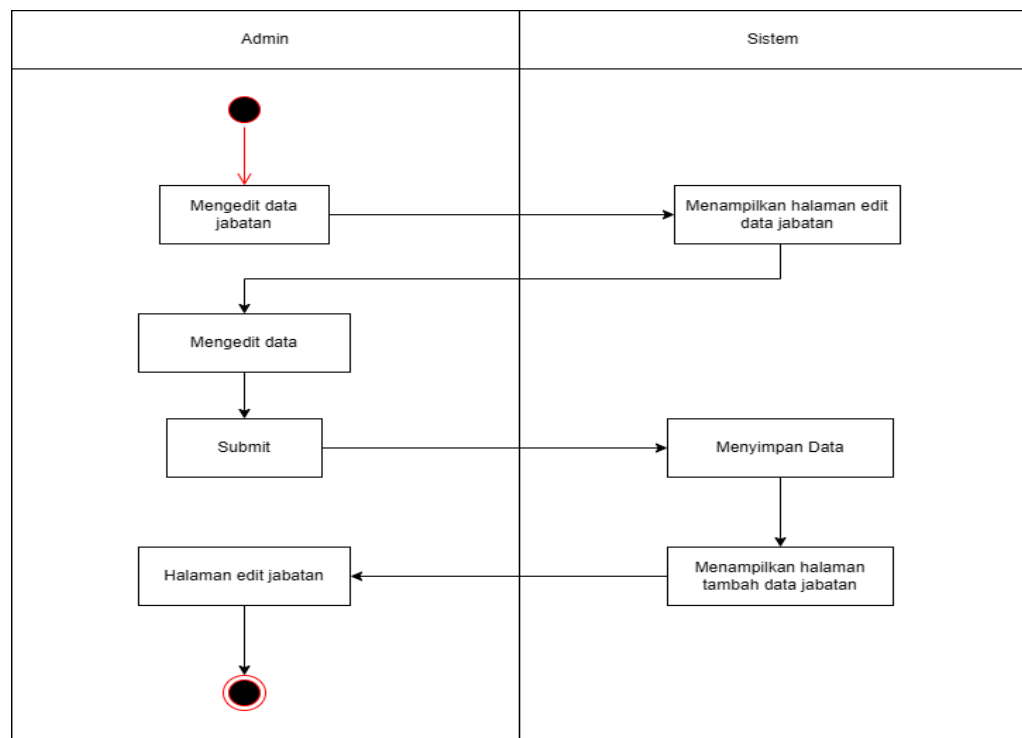 Admin
Sistem
Mengedit data
jabatan
Menampilkan halaman edit
data jabatan
Mengedit data
Submit
Menyimpan Data
Halaman edit jabatan
Menampilkan halaman
tambah data jabatan